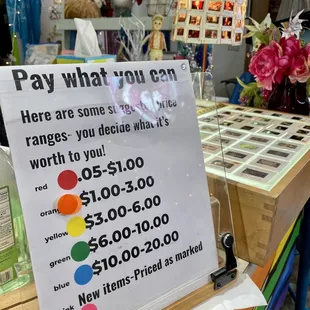 Pay what you can
Here are some suggested price
ranges- you decide what it's
worth to you!
red .05-$1.00
orange $1.00-3.00
yellow $3.00-6.00
green $6.00-10.00
blue $10.00-20.00
New items-Priced as marked